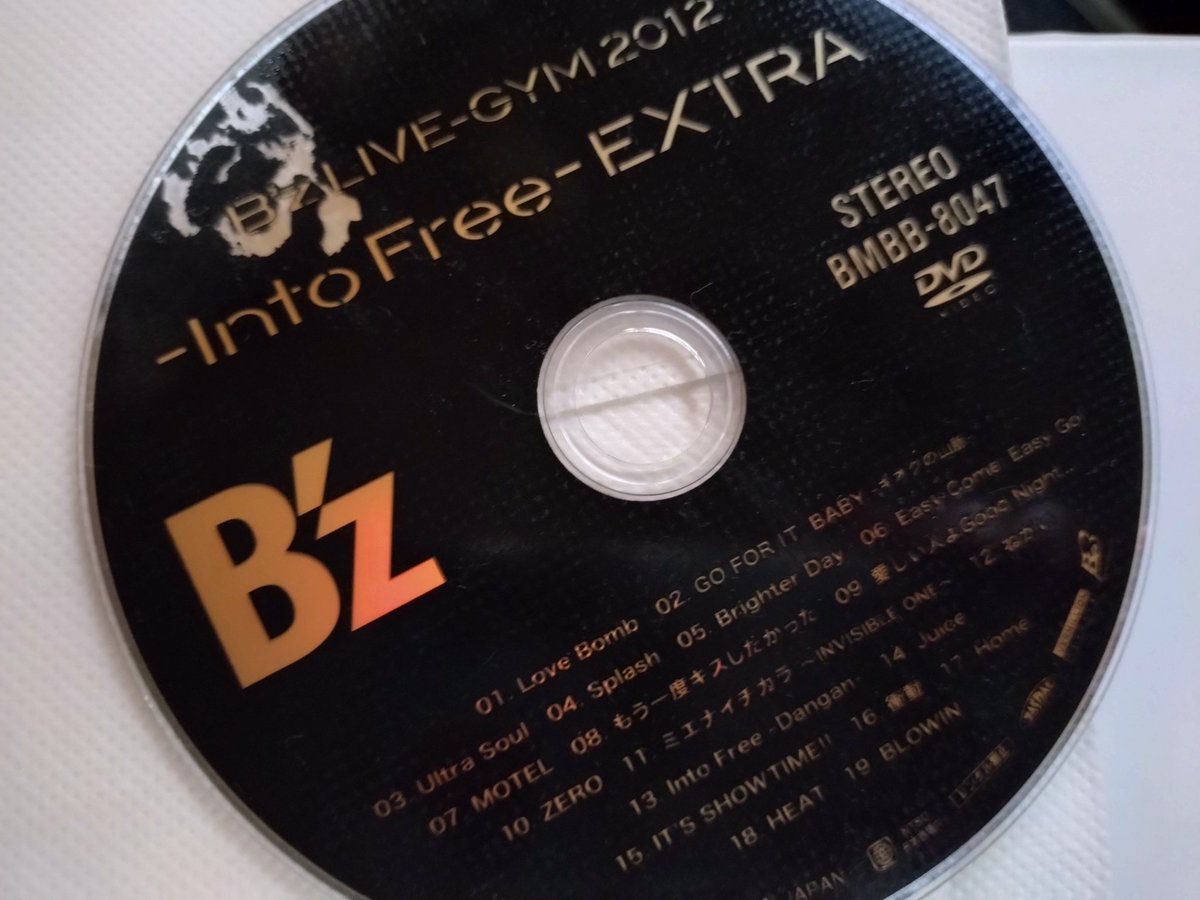 B'z LIVE-GYM 2012
-Into Free- EXTRA
STEREO
BMBB-8047
DVD
VIDEO
B'z
01. Love Bomb 02. GO FOR IT, BABY -キオクの山脈-
03. Ultra Soul 04. Splash 05. Brighter Day 06. Easy Come, Easy Go
07. MOTEL 08. もう一度キスしたかった 09. 愛しい人よGood Night...
10. ZERO 11. ミエナイチカラ ~INVISIBLE ONE~ 12.
13. Into Free -Dangan- 14. Juice
15. IT'S SHOWTIME!! 16. 衝動 17. Home
18. HEAT 19. BLOWIN
JAPAN